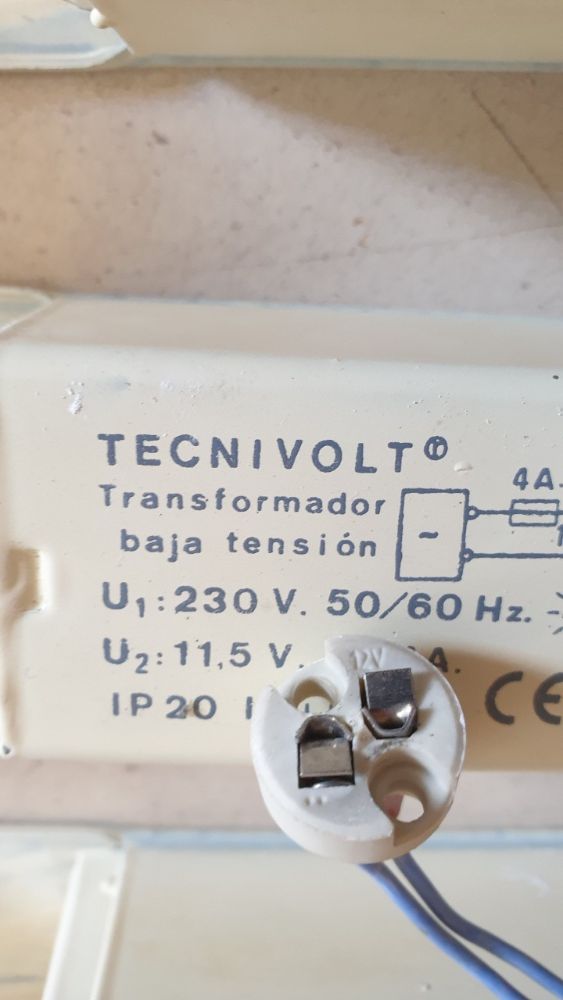 TECNIVOLT®
Transformador
baja tensión
4A.
~
U₁: 230 V. 50/60 Hz.
U₂: 11,5 V. A.
IP 20
CE
12V